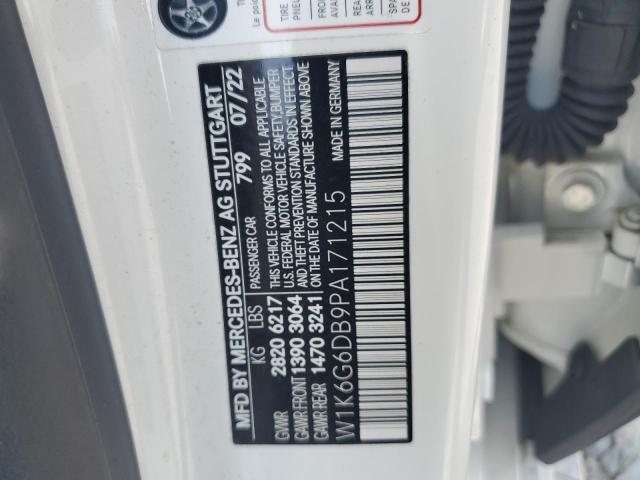 MFD BY MERCEDES-BENZ AG STUTTGART
799 07/22
PASSENGER CAR
KG LBS
GVWR 2820 6217
GAWR FRONT 1390 3064
GAWR REAR 1470 3241
THIS VEHICLE CONFORMS TO ALL APPLICABLE
U.S. FEDERAL MOTOR VEHICLE SAFETY,BUMPER
AND THEFT PREVENTION STANDARDS IN EFFECT
ON THE DATE OF MANUFACTURE SHOWN ABOVE
W1K6G6DB9PA171215 MADE IN GERMANY
TIRE